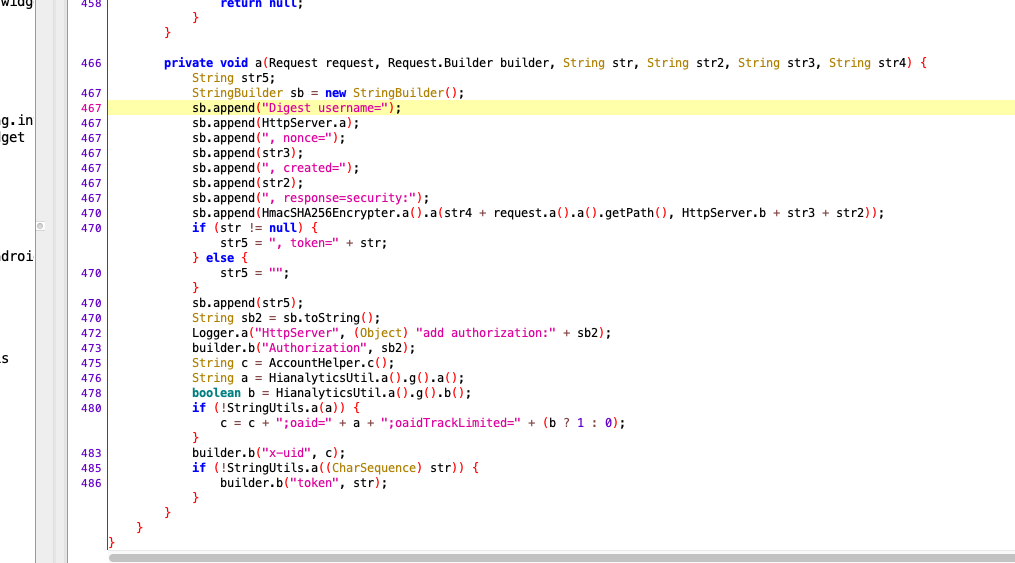 458 return null;
}
}
466 private void a(Request request, Request.Builder builder, String str, String str2, String str3, String str4) {
String str5;
467 StringBuilder sb = new StringBuilder();
467 sb.append("Digest username=");
467 sb.append(HttpServer.a);
467 sb.append(", nonce=");
467 sb.append(str3);
467 sb.append(", created=");
467 sb.append(str2);
467 sb.append(", response=security:");
470 sb.append(HmacSHA256Encrypter.a().a(str4 + request.a().a().getPath(), HttpServer.b + str3 + str2));
470 if (str != null) {
str5 = ", token=" + str;
} else {
470 str5 = "";
}
470 sb.append(str5);
470 String sb2 = sb.toString();
472 Logger.a("HttpServer", (Object) "add authorization:" + sb2);
473 builder.b("Authorization", sb2);
475 String c = AccountHelper.c();
476 String a = HianalyticsUtil.a().g().a();
478 boolean b = HianalyticsUtil.a().g().b();
480 if (!StringUtils.a(a)) {
c = c + ";oaid=" + a + ";oaidTrackLimited=" + (b ? 1 : 0);
}
483 builder.b("x-uid", c);
485 if (!StringUtils.a((CharSequence) str)) {
486 builder.b("token", str);
}
}
}
}
widg
g.in
get
droi
s